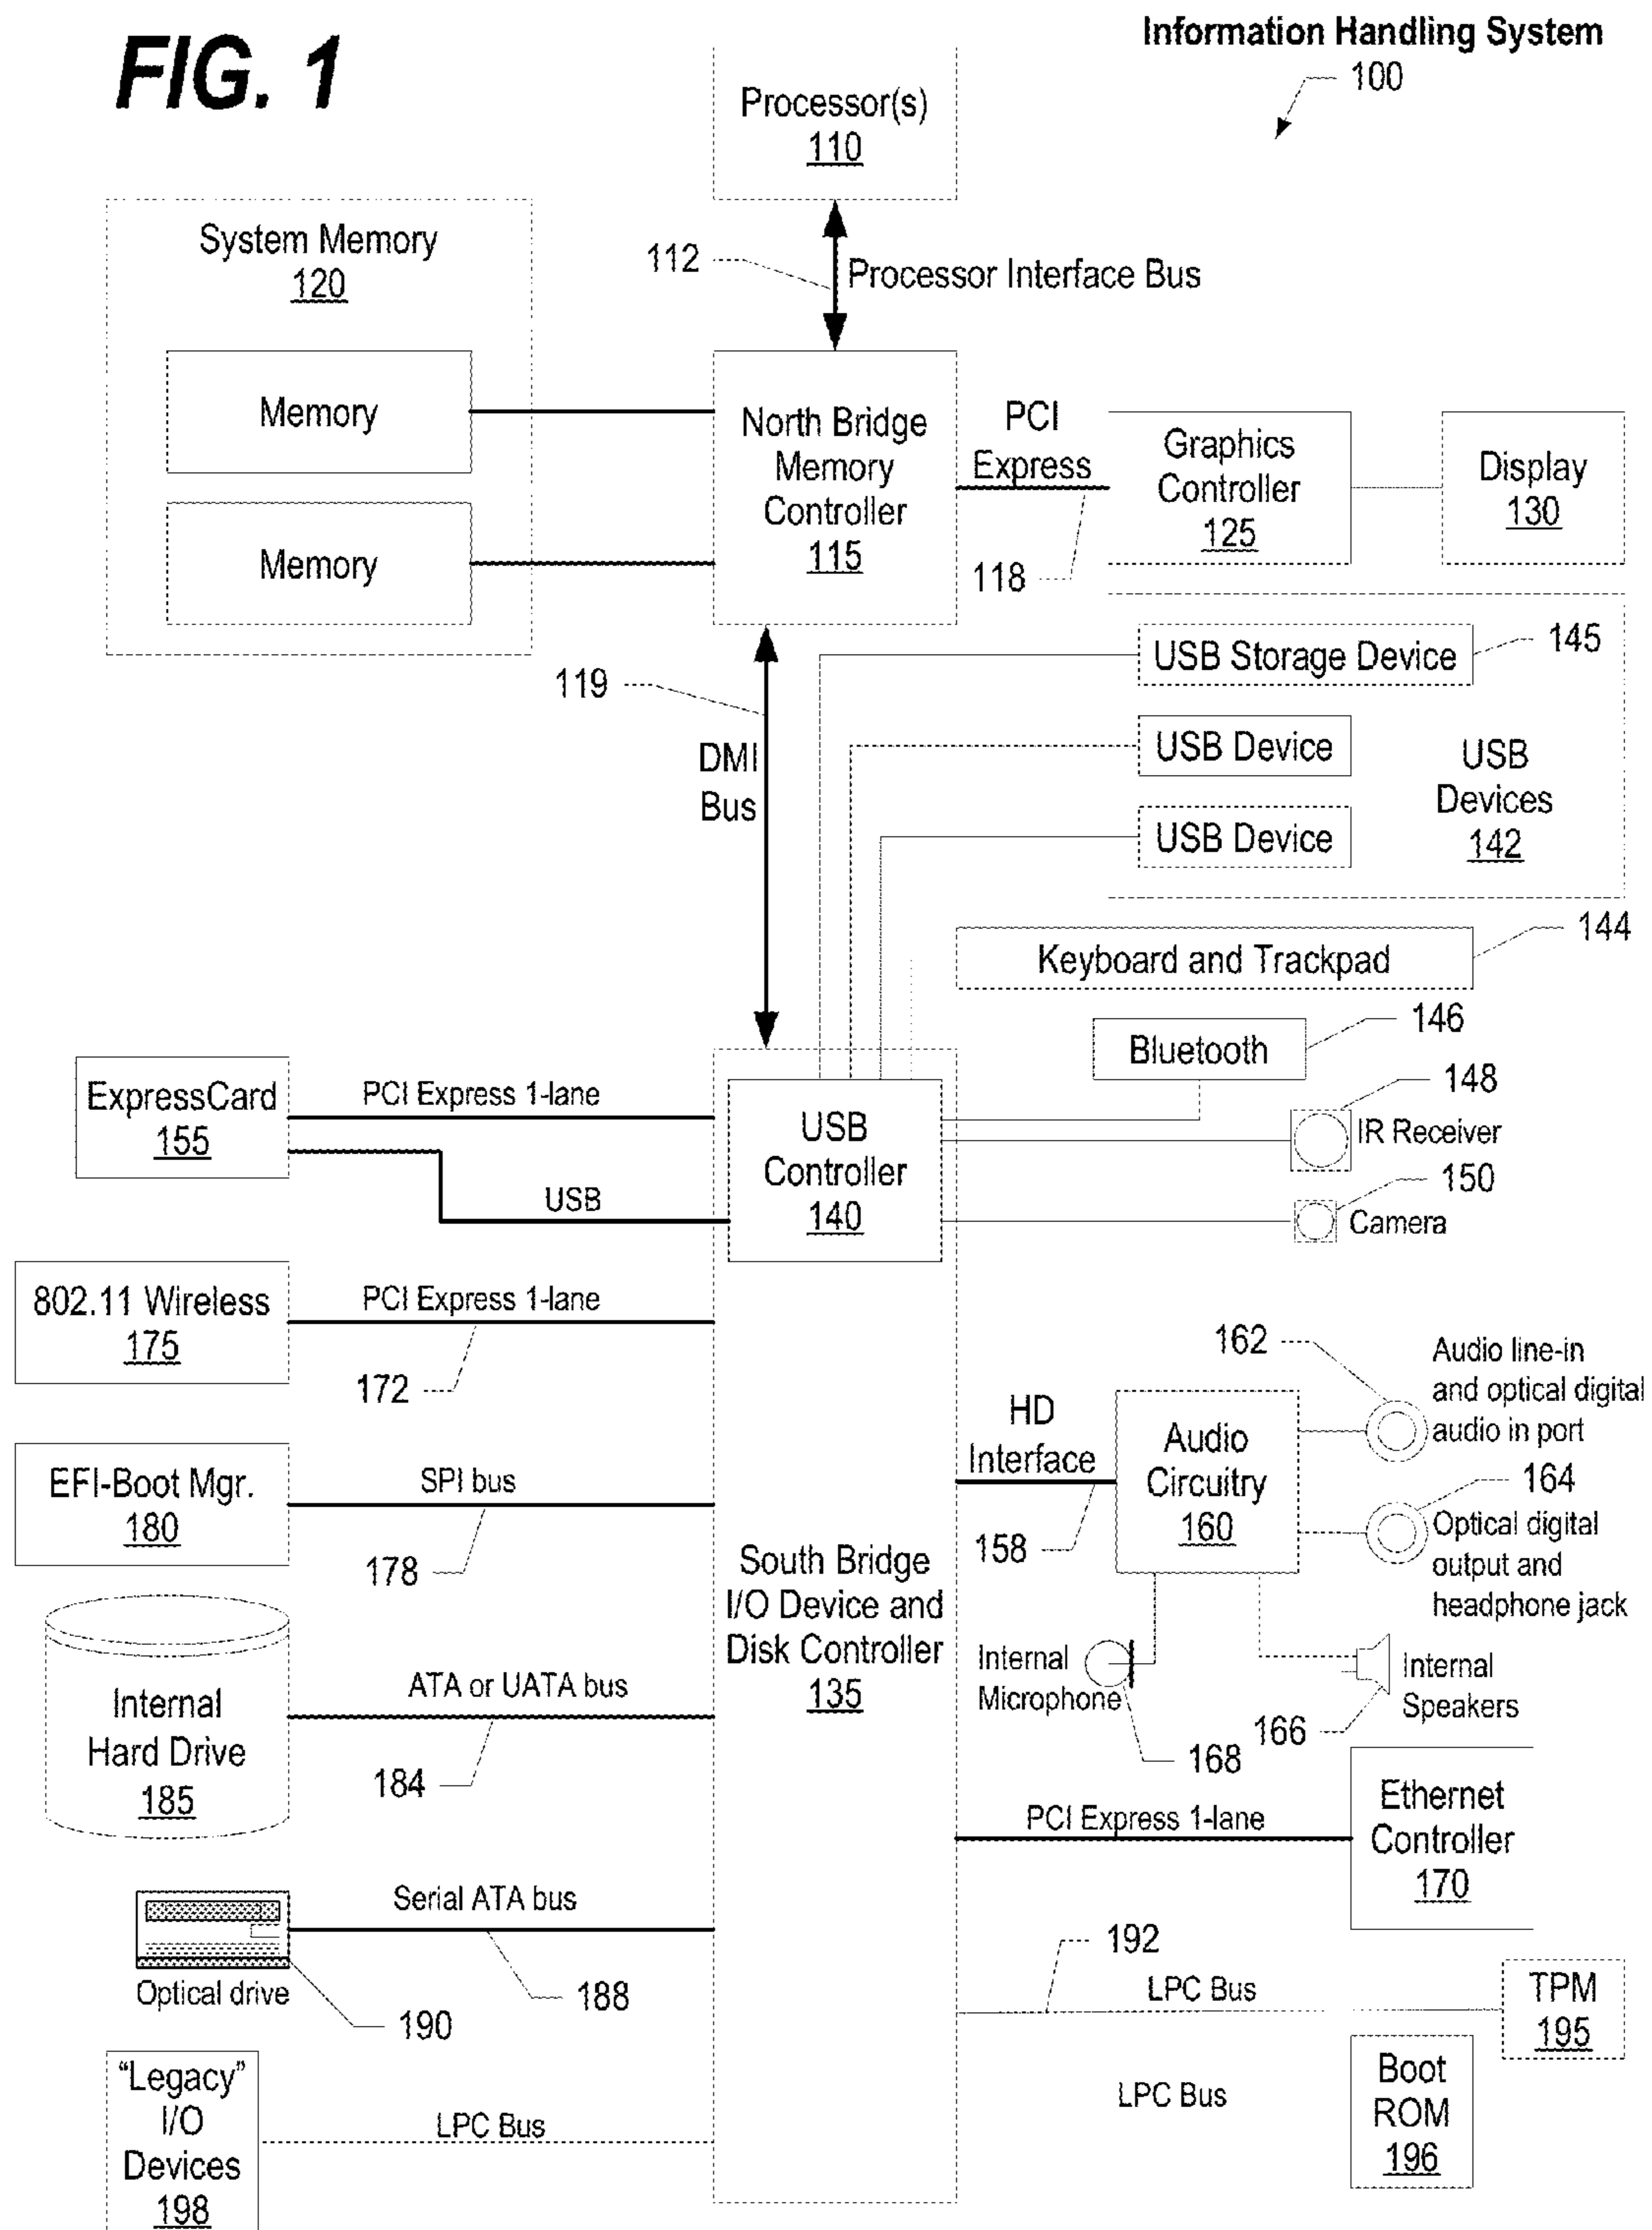 FIG. 1
Information Handling System
100
Processor(s)
110
System Memory
120
112
Processor Interface Bus
Memory
Memory
North Bridge
Memory
Controller
115
PCI
Express
118
Graphics
Controller
125
Display
130
119
DMI
Bus
USB Storage Device
145
USB Device
USB Device
USB
Devices
142
144
Keyboard and Trackpad
146
Bluetooth
148
IR Receiver
150
Camera
ExpressCard
155
PCI Express 1-lane
USB
USB
Controller
140
802.11 Wireless
175
PCI Express 1-lane
172
EFI-Boot Mgr.
180
SPI bus
178
HD
Interface
158
Audio
Circuitry
160
162
Audio line-in
and optical digital
audio in port
164
Optical digital
output and
headphone jack
South Bridge
I/O Device and
Disk Controller
135
Internal
Microphone
168
166
Internal
Speakers
Internal
Hard Drive
185
ATA or UATA bus
184
PCI Express 1-lane
Ethernet
Controller
170
Optical drive
190
Serial ATA bus
188
192
LPC Bus
TPM
195
LPC Bus
Boot
ROM
196
“Legacy”
I/O
Devices
198
LPC Bus